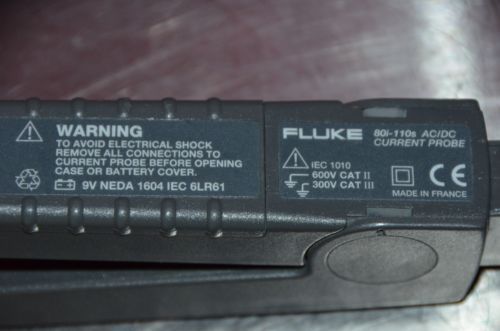 WARNING
TO AVOID ELECTRICAL SHOCK
REMOVE ALL CONNECTIONS TO
CURRENT PROBE BEFORE OPENING
CASE OR BATTERY COVER.
9V NEDA 1604 IEC 6LR61
FLUKE 80i-110s AC/DC
CURRENT PROBE
IEC 1010
600V CAT II
300V CAT III
CE
MADE IN FRANCE